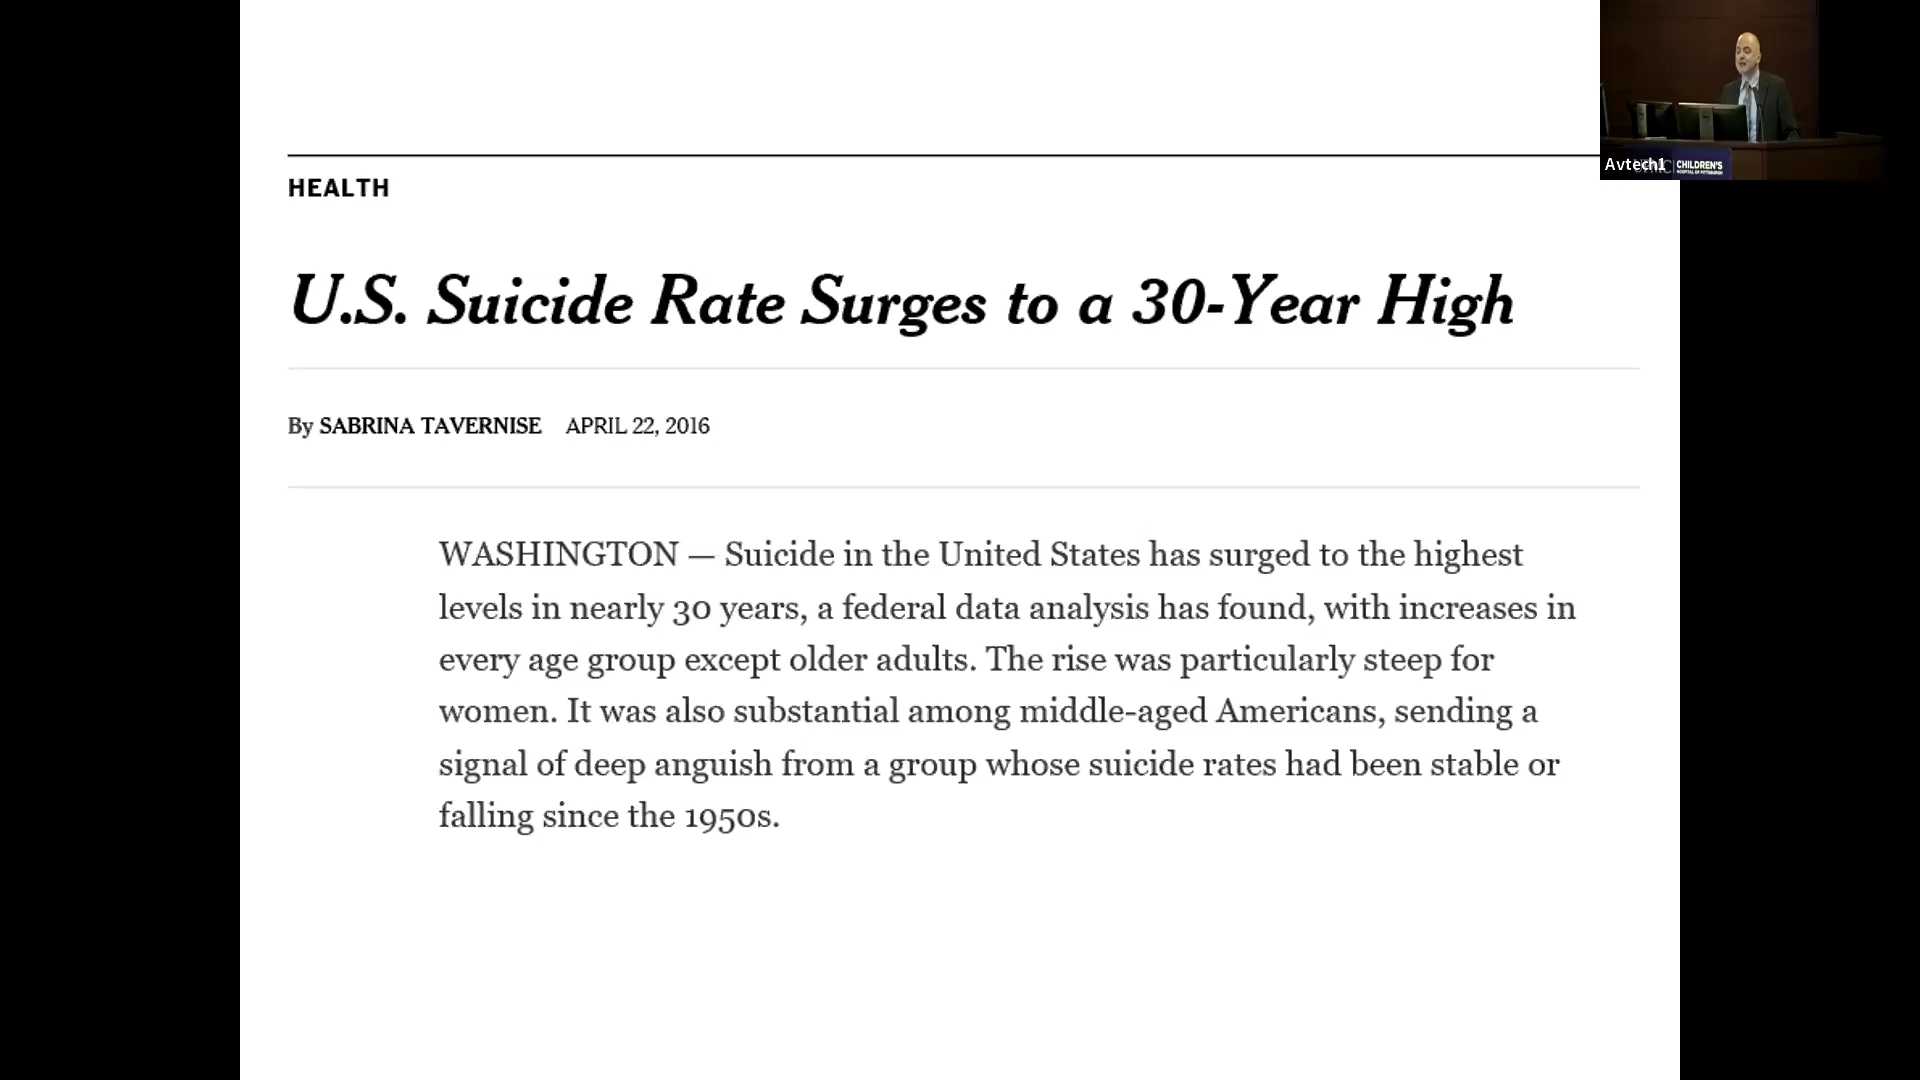 HEALTH
U.S. Suicide Rate Surges to a 30-Year High
By SABRINA TAVERNISE APRIL 22, 2016
WASHINGTON — Suicide in the United States has surged to the highest
levels in nearly 30 years, a federal data analysis has found, with increases in
every age group except older adults. The rise was particularly steep for
women. It was also substantial among middle-aged Americans, sending a
signal of deep anguish from a group whose suicide rates had been stable or
falling since the 1950s.
Avtech1
CHILDREN'S
HOSPITAL OF PITTSBURGH